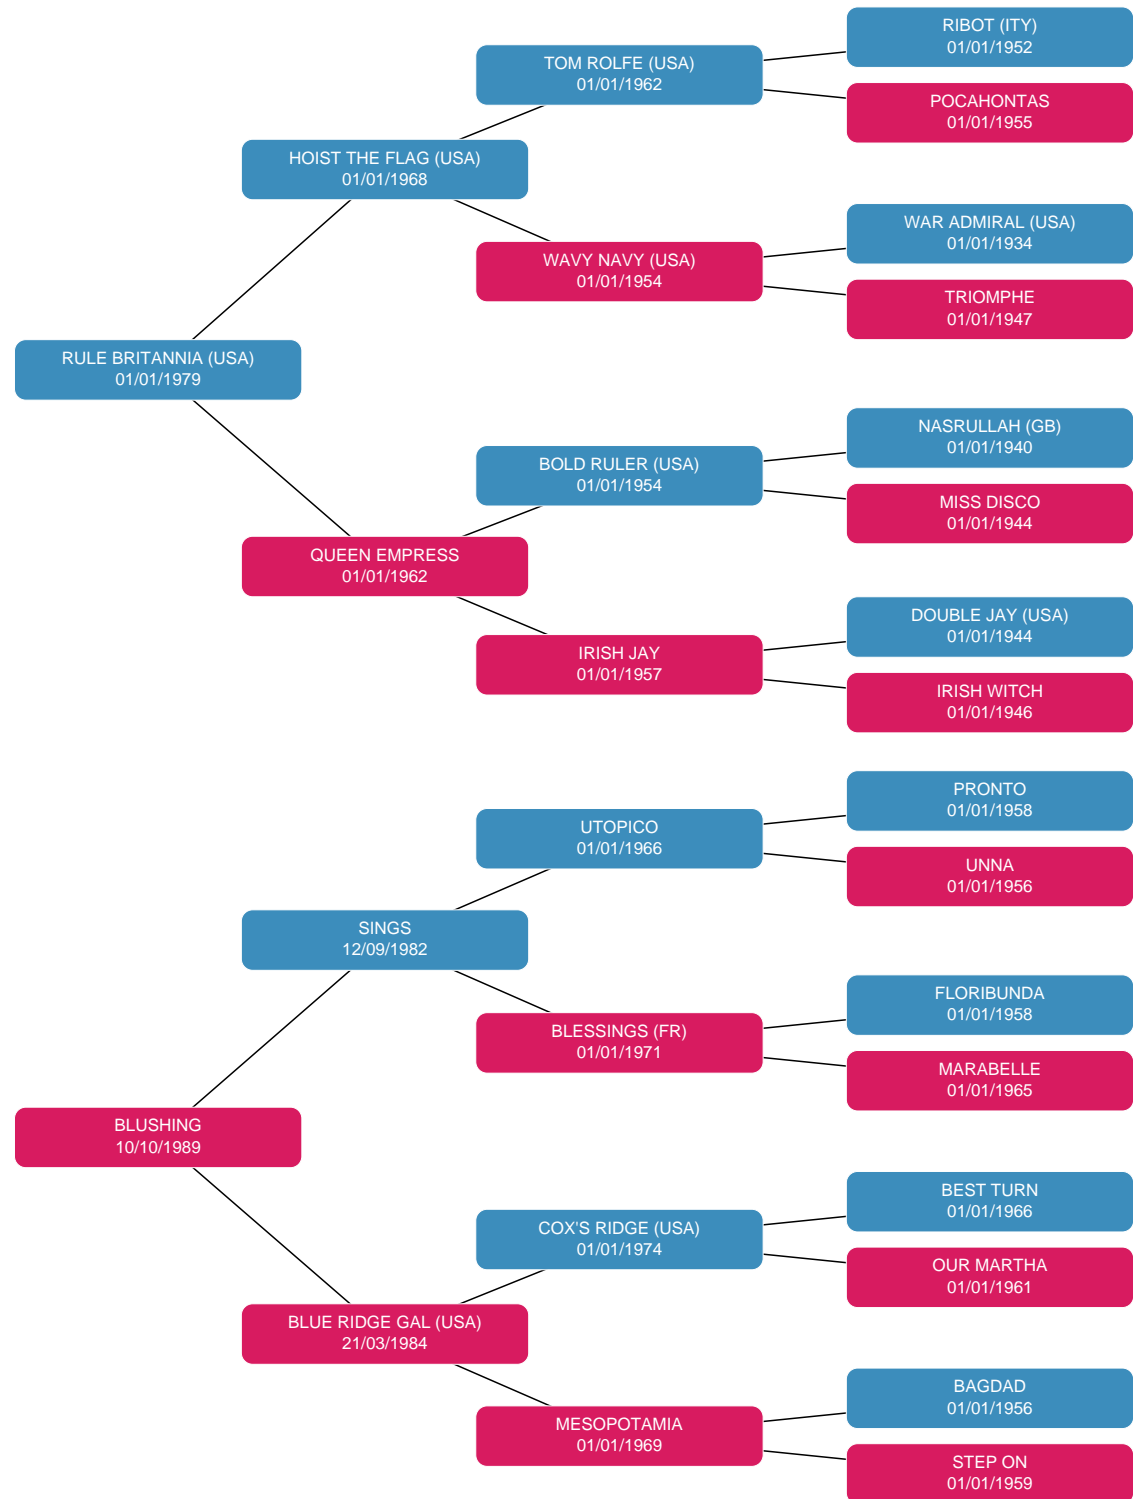 RIBOT (ITY)
01/01/1952
TOM ROLFE (USA)
01/01/1962
POCAHONTAS
01/01/1955
HOIST THE FLAG (USA)
01/01/1968
WAR ADMIRAL (USA)
01/01/1934
WAVY NAVY (USA)
01/01/1954
TRIOMPHE
01/01/1947
RULE BRITANNIA (USA)
01/01/1979
NASRULLAH (GB)
01/01/1940
BOLD RULER (USA)
01/01/1954
MISS DISCO
01/01/1944
QUEEN EMPRESS
01/01/1962
DOUBLE JAY (USA)
01/01/1944
IRISH JAY
01/01/1957
IRISH WITCH
01/01/1946
PRONTO
01/01/1958
UTOPICO
01/01/1966
UNNA
01/01/1956
SINGS
12/09/1982
FLORIBUNDA
01/01/1958
BLESSINGS (FR)
01/01/1971
MARABELLE
01/01/1965
BLUSHING
10/10/1989
BEST TURN
01/01/1966
COX'S RIDGE (USA)
01/01/1974
OUR MARTHA
01/01/1961
BLUE RIDGE GAL (USA)
21/03/1984
BAGDAD
01/01/1956
MESOPOTAMIA
01/01/1969
STEP ON
01/01/1959